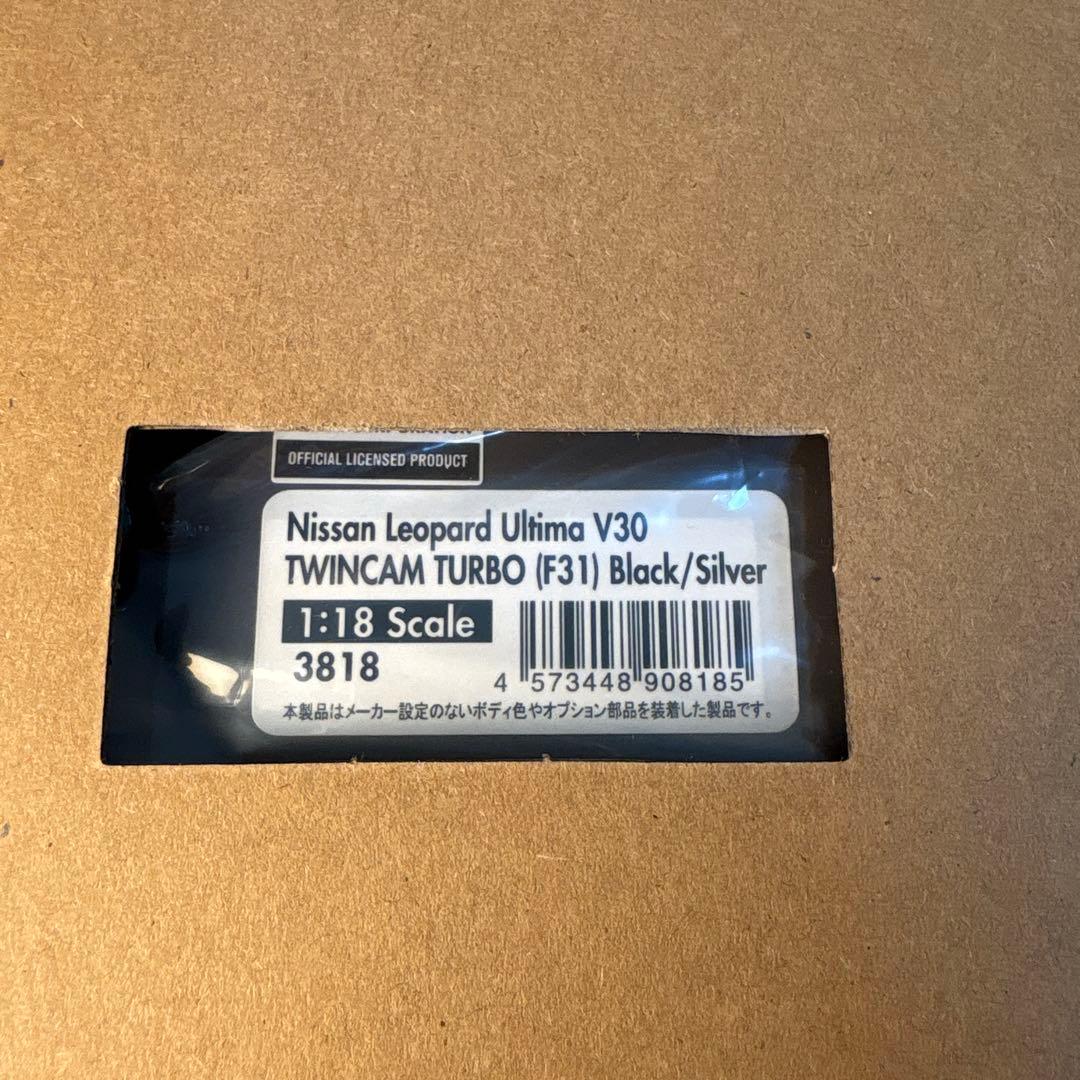 OFFICIAL LICENSED PRODUCT
Nissan Leopard Ultima V30
TWINCAM TURBO (F31) Black/Silver
1:18 Scale
3818
4 573448 908185
本製品はメーカー設定のないボディ色やオプション部品を装着した製品です。